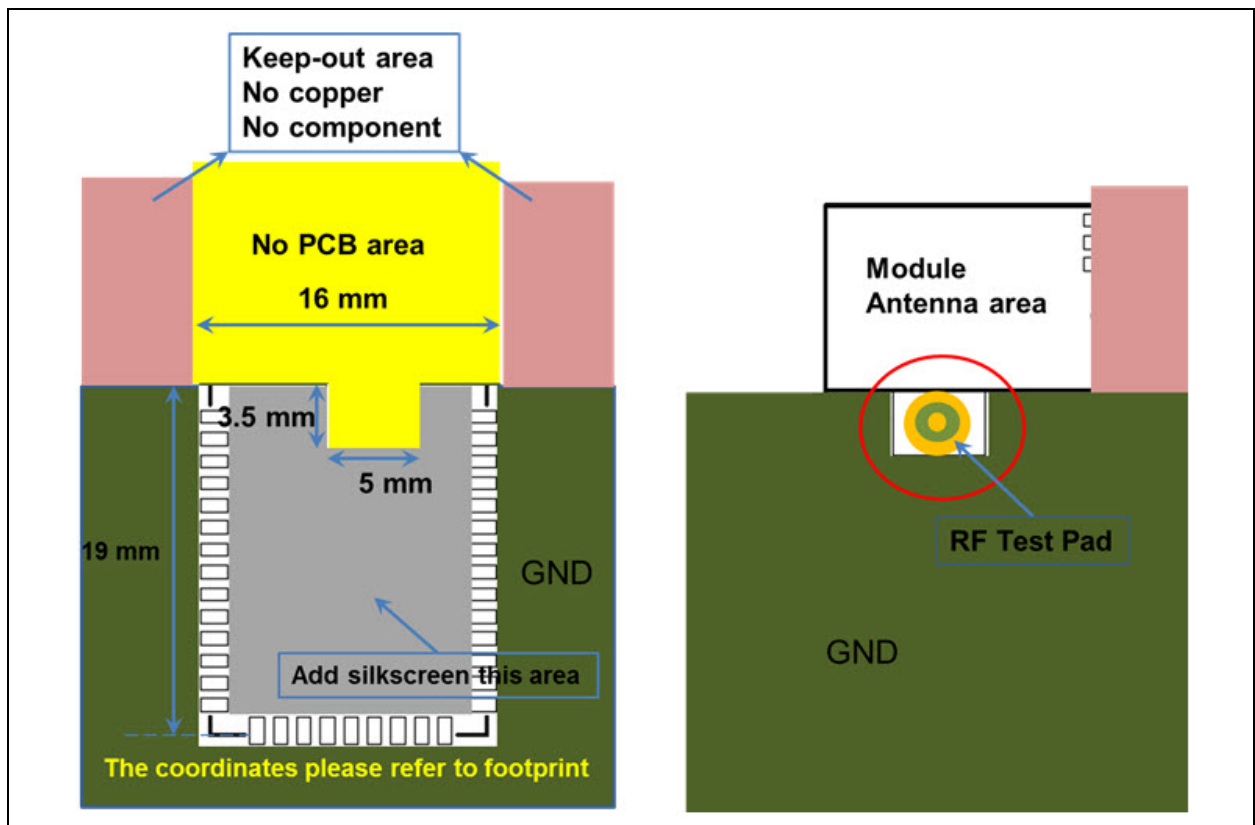 Keep-out area
No copper
No component
No PCB area
16 mm
3.5 mm
5 mm
19 mm
GND
Add silkscreen this area
The coordinates please refer to footprint
Module
Antenna area
RF Test Pad
GND